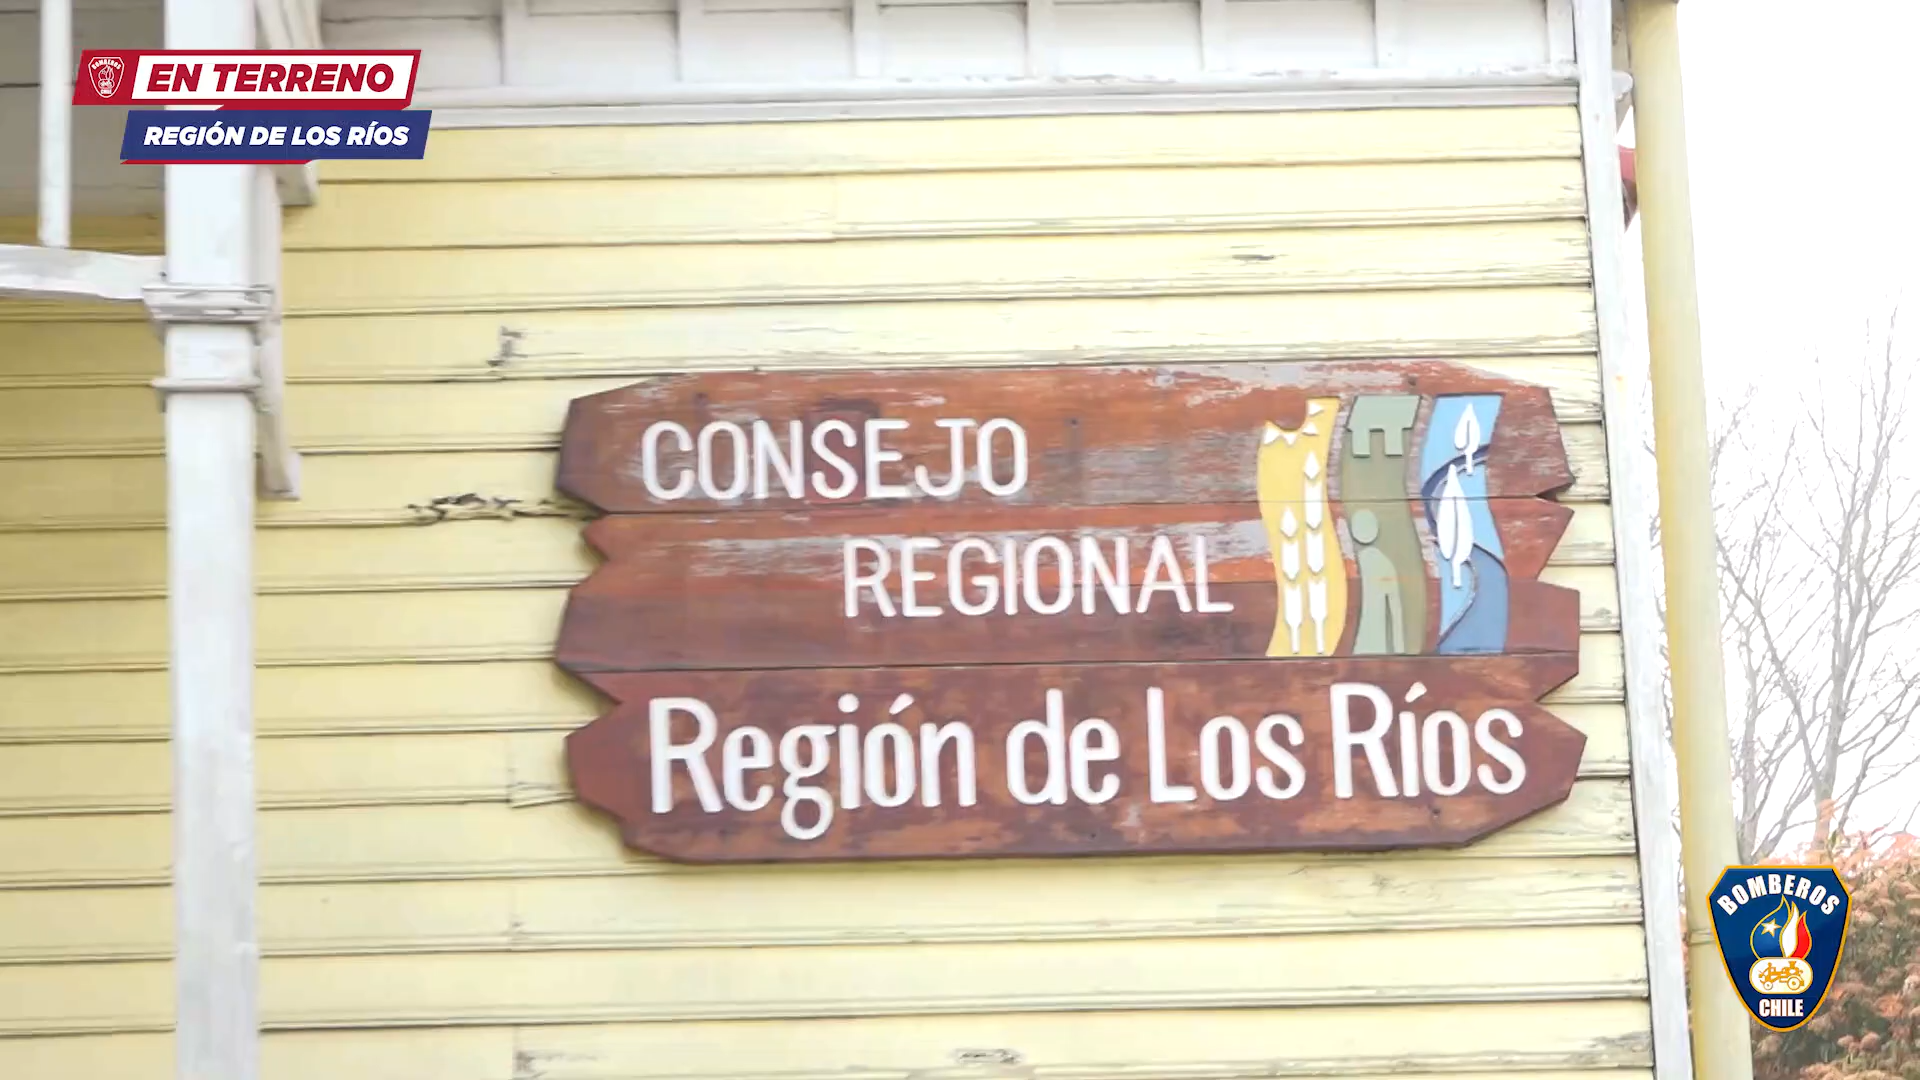 EN TERRENO
REGIÓN DE LOS RÍOS
CONSEJO
REGIONAL
Región de Los Ríos
BOMBEROS
CHILE